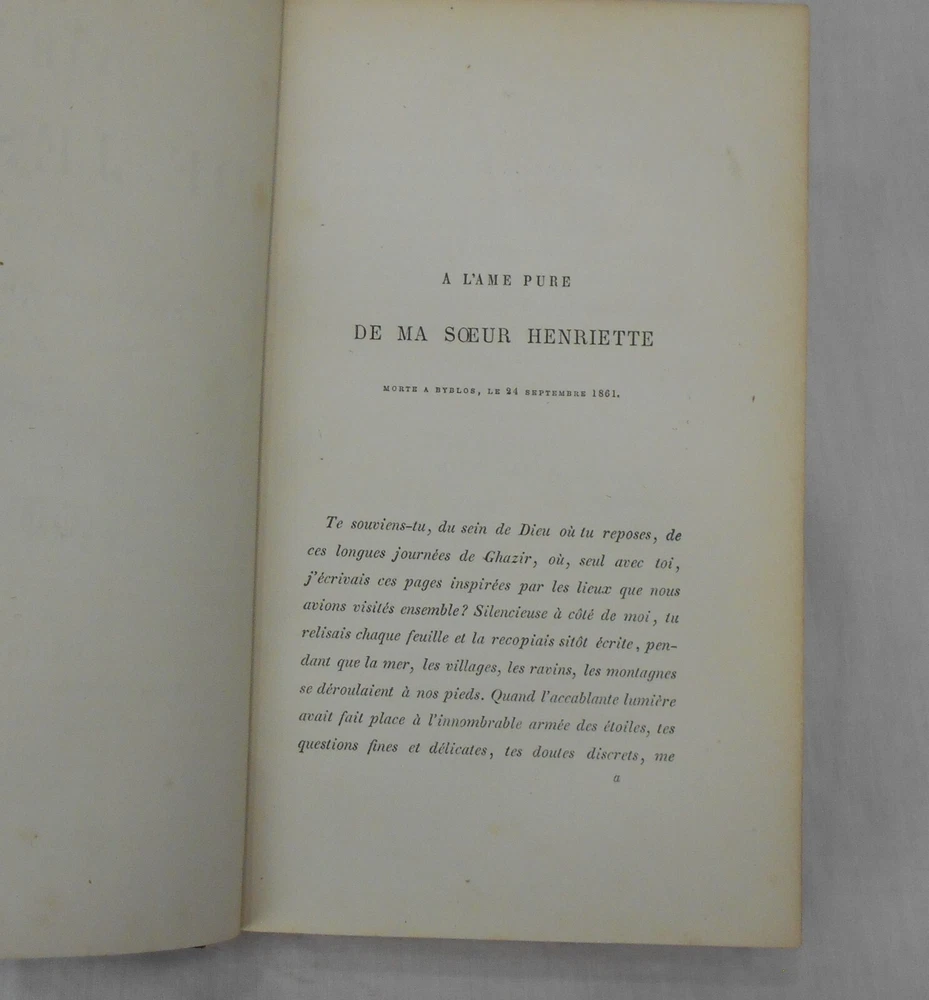 A L'AME PURE
DE MA SŒUR HENRIETTE
MORTE A BYBLOS, LE 24 SEPTEMBRE 1861.
Te souviens-tu, du sein de Dieu où tu reposes, de
ces longues journées de Ghazir, où, seul avec toi,
j'écrivais ces pages inspirées par les lieux que nous
avions visités ensemble? Silencieuse à côté de moi, tu
relisais chaque feuille et la recopiais sitôt écrite, pen-
dant que la mer, les villages, les ravins, les montagnes
se déroulaient à nos pieds. Quand l'accablante lumière
avait fait place à l'innombrable armée des étoiles, tes
questions fines et délicates, tes doutes discrets, me
a